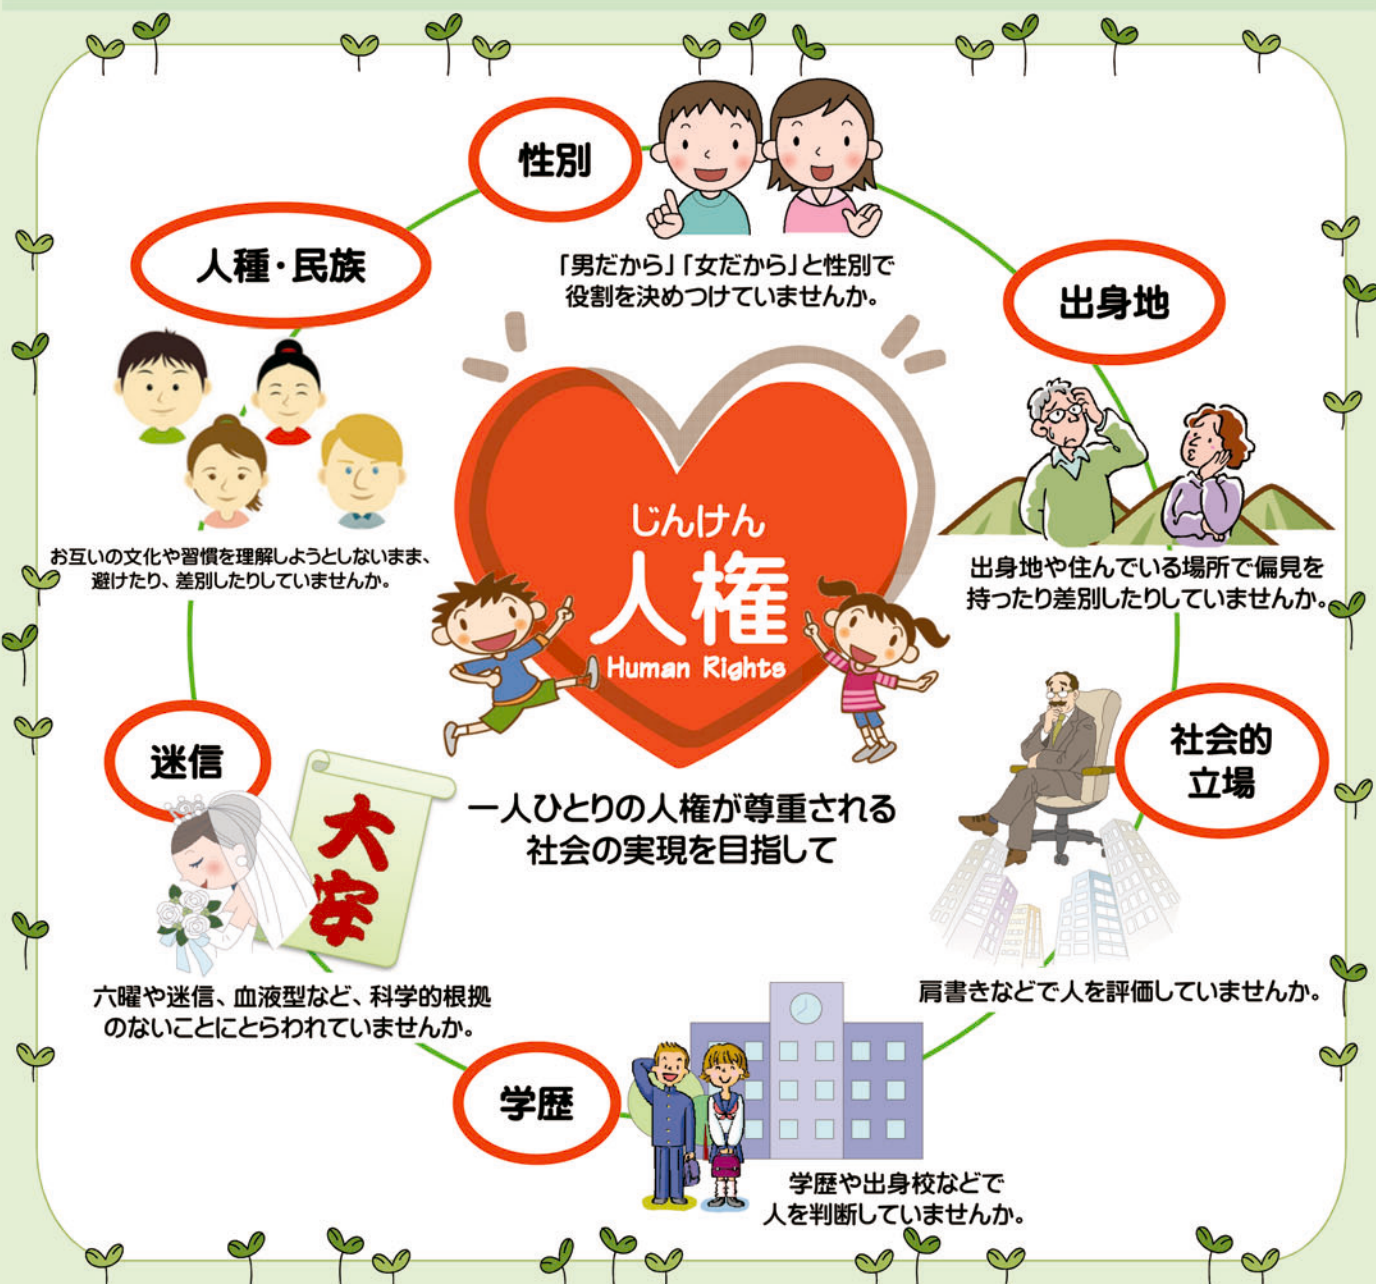 性別
「男だから」「女だから」と性別で
役割を決めつけていませんか。
人種・民族
お互いの文化や習慣を理解しようとしないまま、
避けたり、差別したりしていませんか。
出身地
出身地や住んでいる場所で偏見を
持ったり差別したりしていませんか。
じんけん
人権
Human Rights
一人ひとりの人権が尊重される
社会の実現を目指して
社会的
立場
肩書きなどで人を評価していませんか。
迷信
大安
六曜や迷信、血液型など、科学的根拠
のないことにとらわれていませんか。
学歴
学歴や出身校などで
人を判断していませんか。